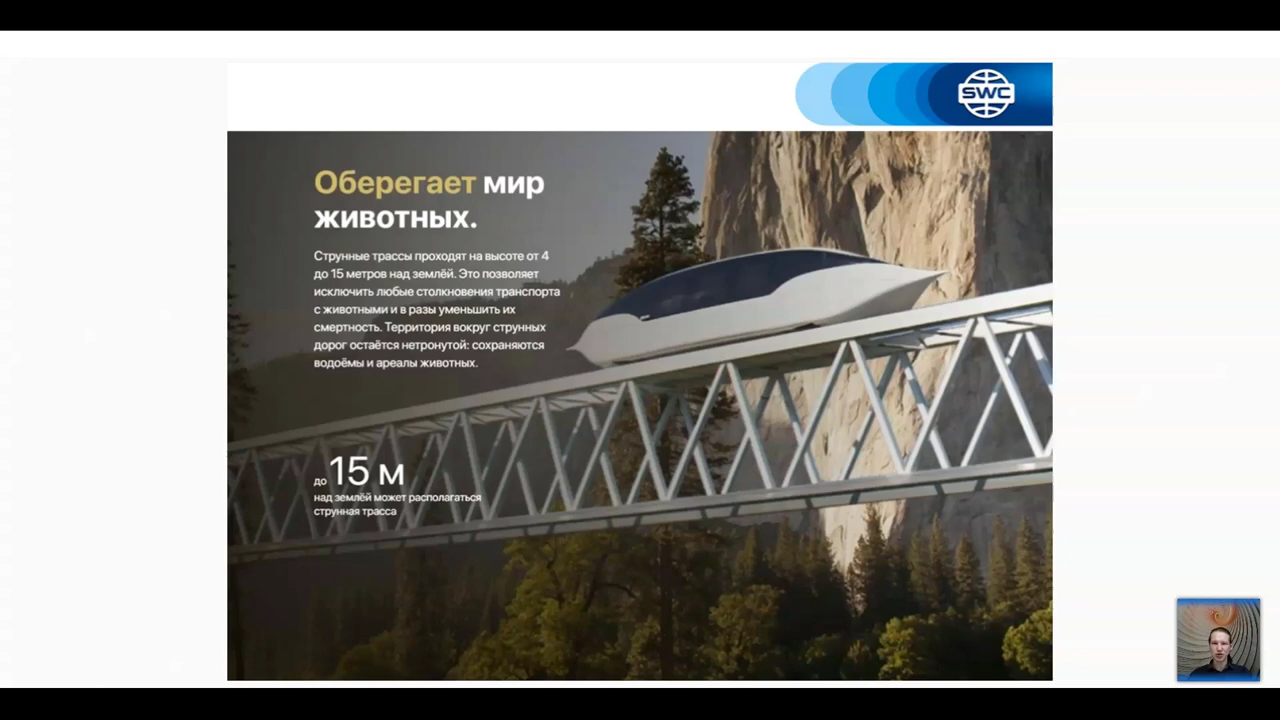 SWC
Оберегает мир
животных.
Струнные трассы проходят на высоте от 4
до 15 метров над землёй. Это позволяет
исключить любые столкновения транспорта
с животными и в разы уменьшить их
смертность. Территория вокруг струнных
дорог остаётся нетронутой: сохраняются
водоёмы и ареалы животных.
до 15 м
над землёй может располагаться
струнная трасса